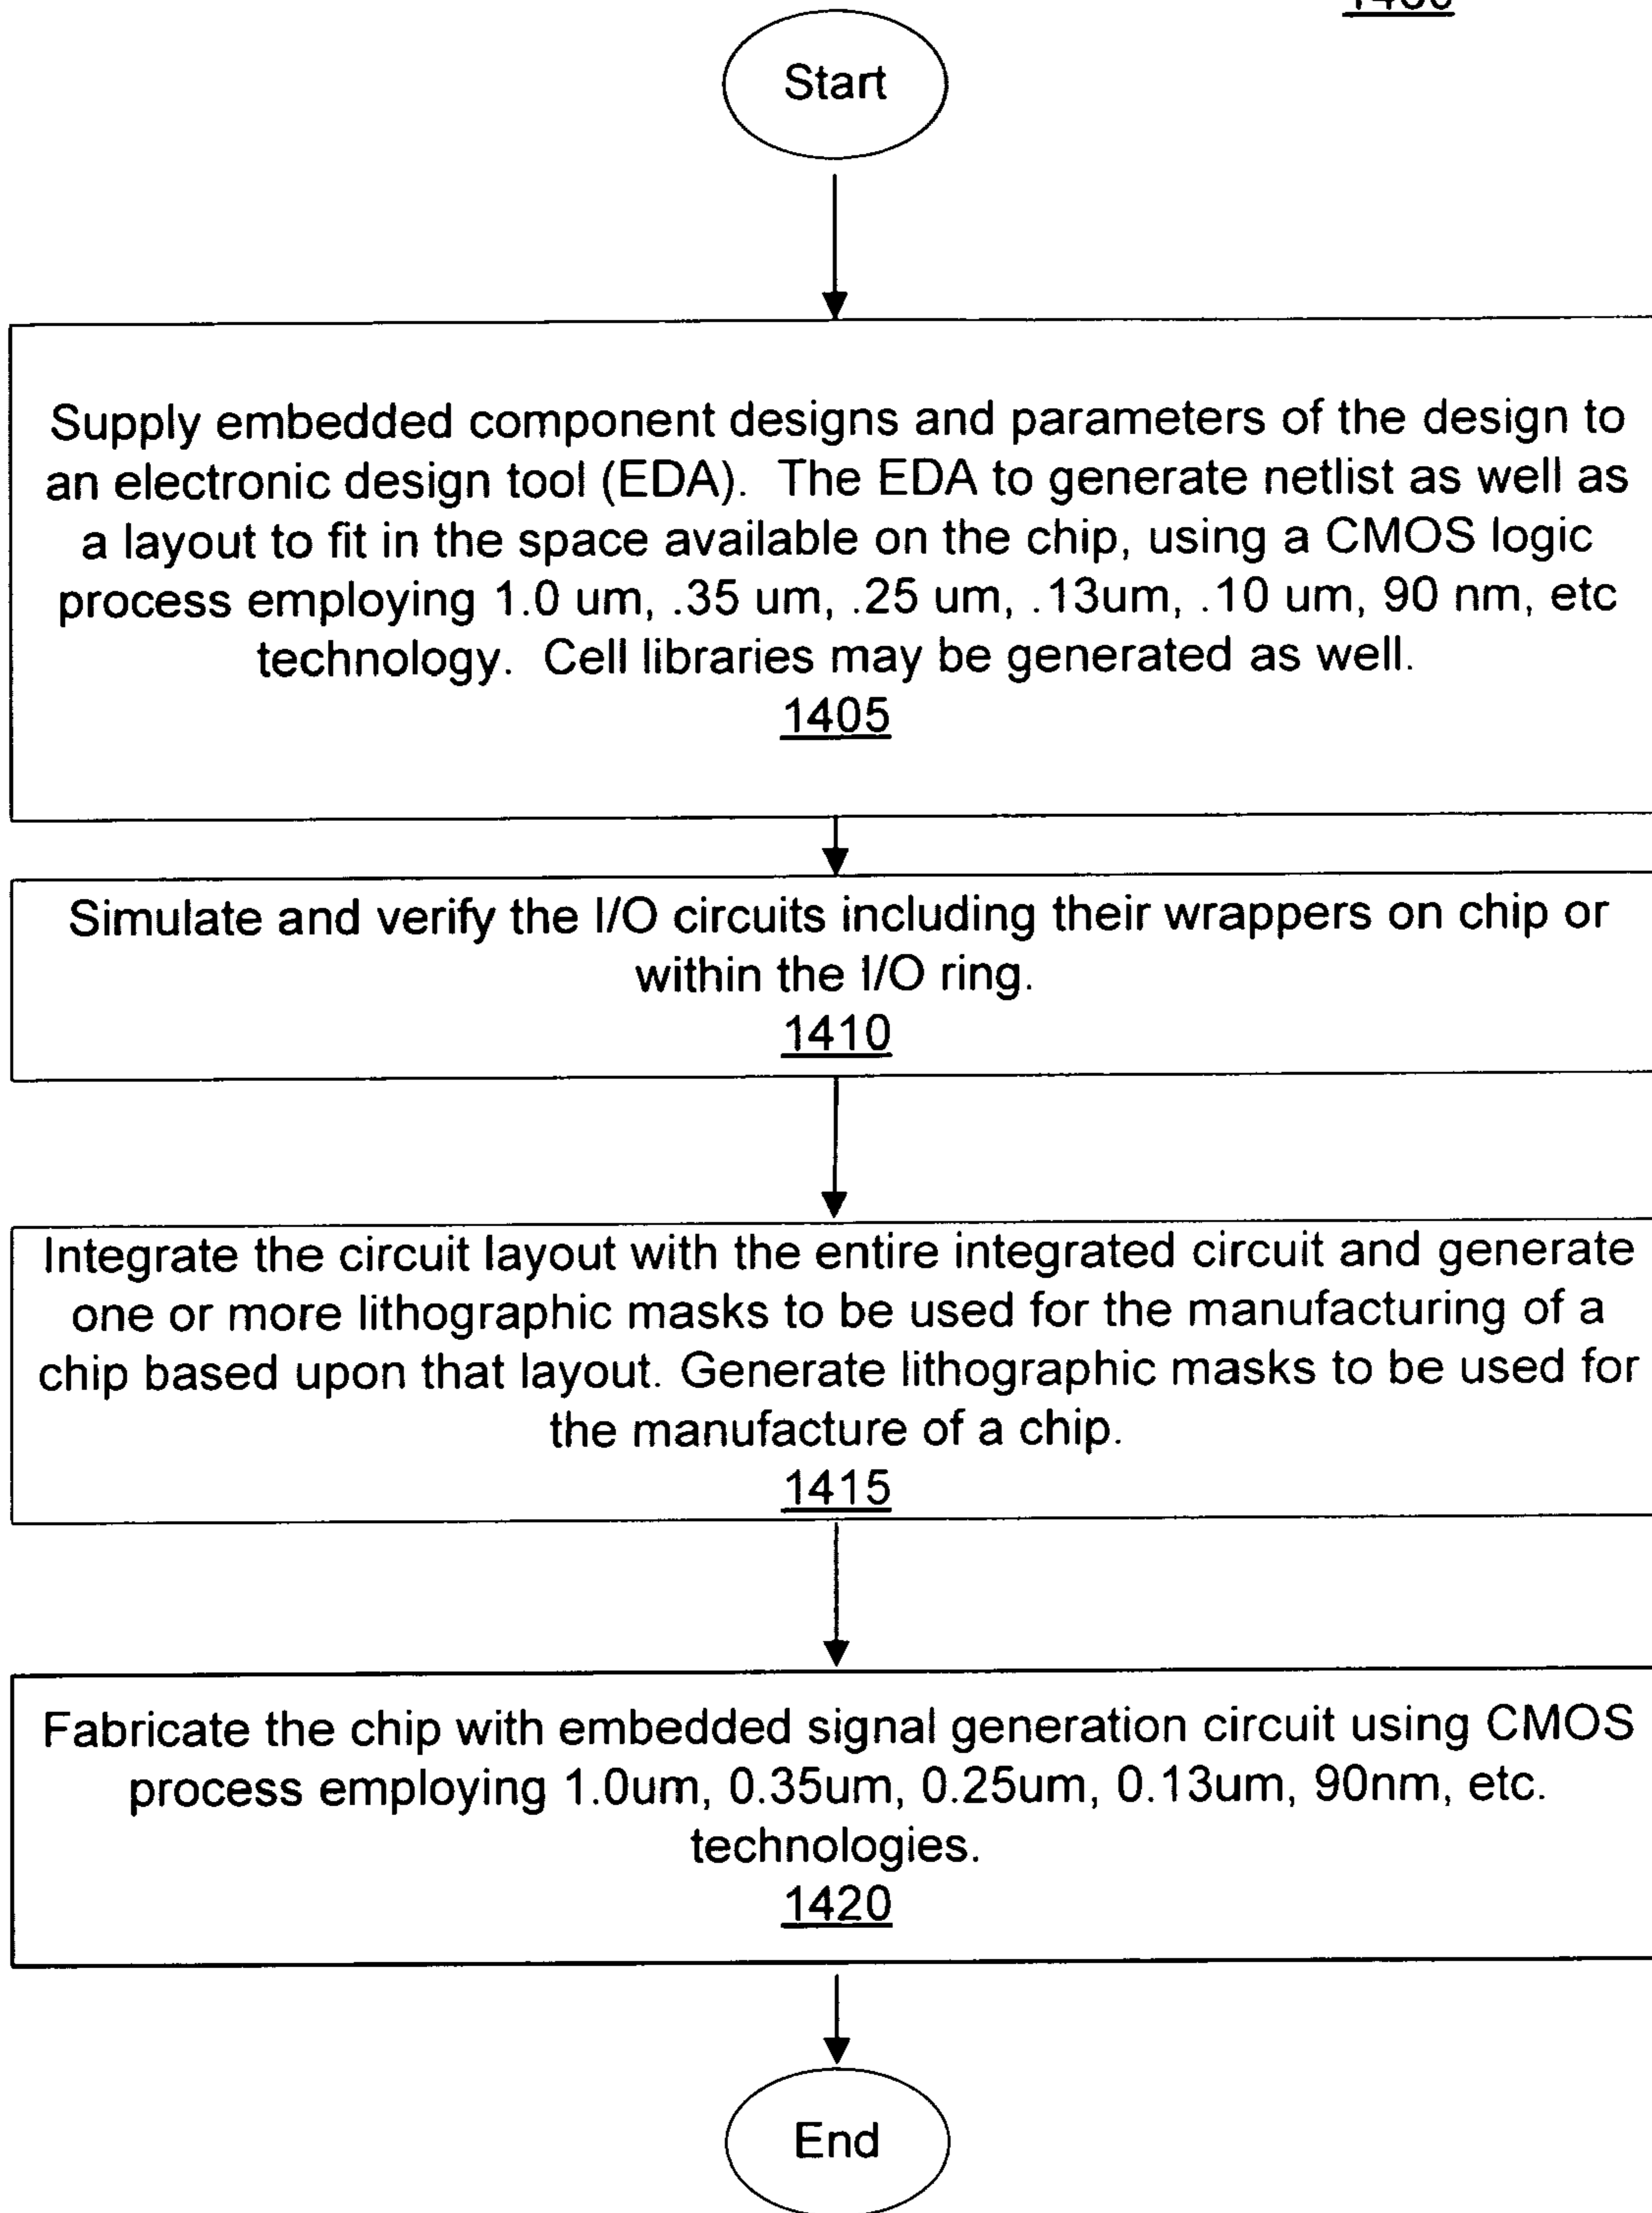 Start
Supply embedded component designs and parameters of the design to
an electronic design tool (EDA).  The EDA to generate netlist as well as
a layout to fit in the space available on the chip, using a CMOS logic
process employing 1.0 um, .35 um, .25 um, .13um, .10 um, 90 nm, etc
technology.  Cell libraries may be generated as well.
1405
Simulate and verify the I/O circuits including their wrappers on chip or
within the I/O ring.
1410
Integrate the circuit layout with the entire integrated circuit and generate
one or more lithographic masks to be used for the manufacturing of a
chip based upon that layout. Generate lithographic masks to be used for
the manufacture of a chip.
1415
Fabricate the chip with embedded signal generation circuit using CMOS
process employing 1.0um, 0.35um, 0.25um, 0.13um, 90nm, etc.
technologies.
1420
End